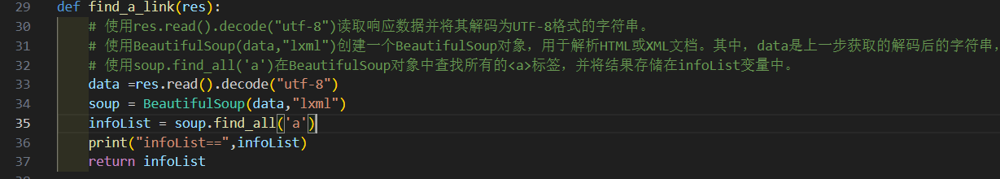 29 def find_a_link(res):
30 # 使用res.read().decode("utf-8")读取响应数据并将其解码为UTF-8格式的字符串。
31 # 使用BeautifulSoup(data,"lxml")创建一个BeautifulSoup对象，用于解析HTML或XML文档。其中，data是上一步获取的解码后的字符串，
32 # 使用soup.find_all('a')在BeautifulSoup对象中查找所有的<a>标签，并将结果存储在infoList变量中。
33 data =res.read().decode("utf-8")
34 soup = BeautifulSoup(data,"lxml")
35 infoList = soup.find_all('a')
36 print("infoList==",infoList)
37 return infoList